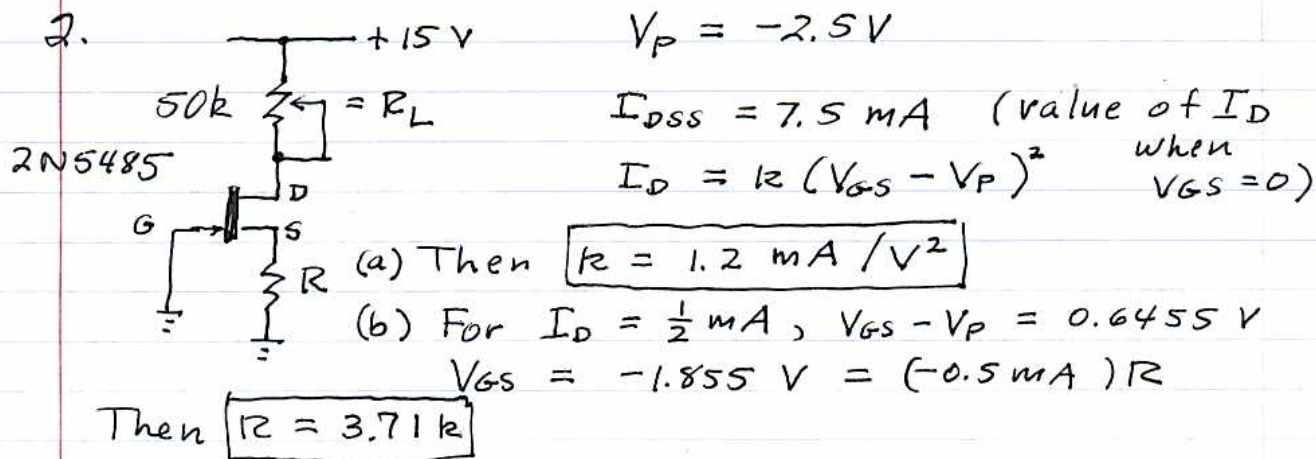 2.
+15 V
V_P = -2.5 V
50k = R_L
I_DSS = 7.5 mA (value of I_D when V_GS = 0)
2N5485
I_D = k (V_GS - V_P)²
D
G
S
R
(a) Then k = 1.2 mA / V²
(b) For I_D = ½ mA, V_GS - V_P = 0.6455 V
V_GS = -1.855 V = (-0.5 mA) R
Then R = 3.71 k